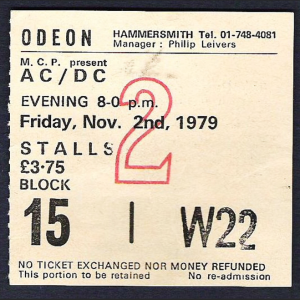 ODEON HAMMERSMITH Tel. 01-748-4081
Manager : Philip Leivers
M. C. P. present
AC/DC
EVENING 8-0 p.m.
Friday, Nov. 2nd, 1979
2
STALLS
£3·75
BLOCK
15 | W22
NO TICKET EXCHANGED NOR MONEY REFUNDED
This portion to be retained Re-admission